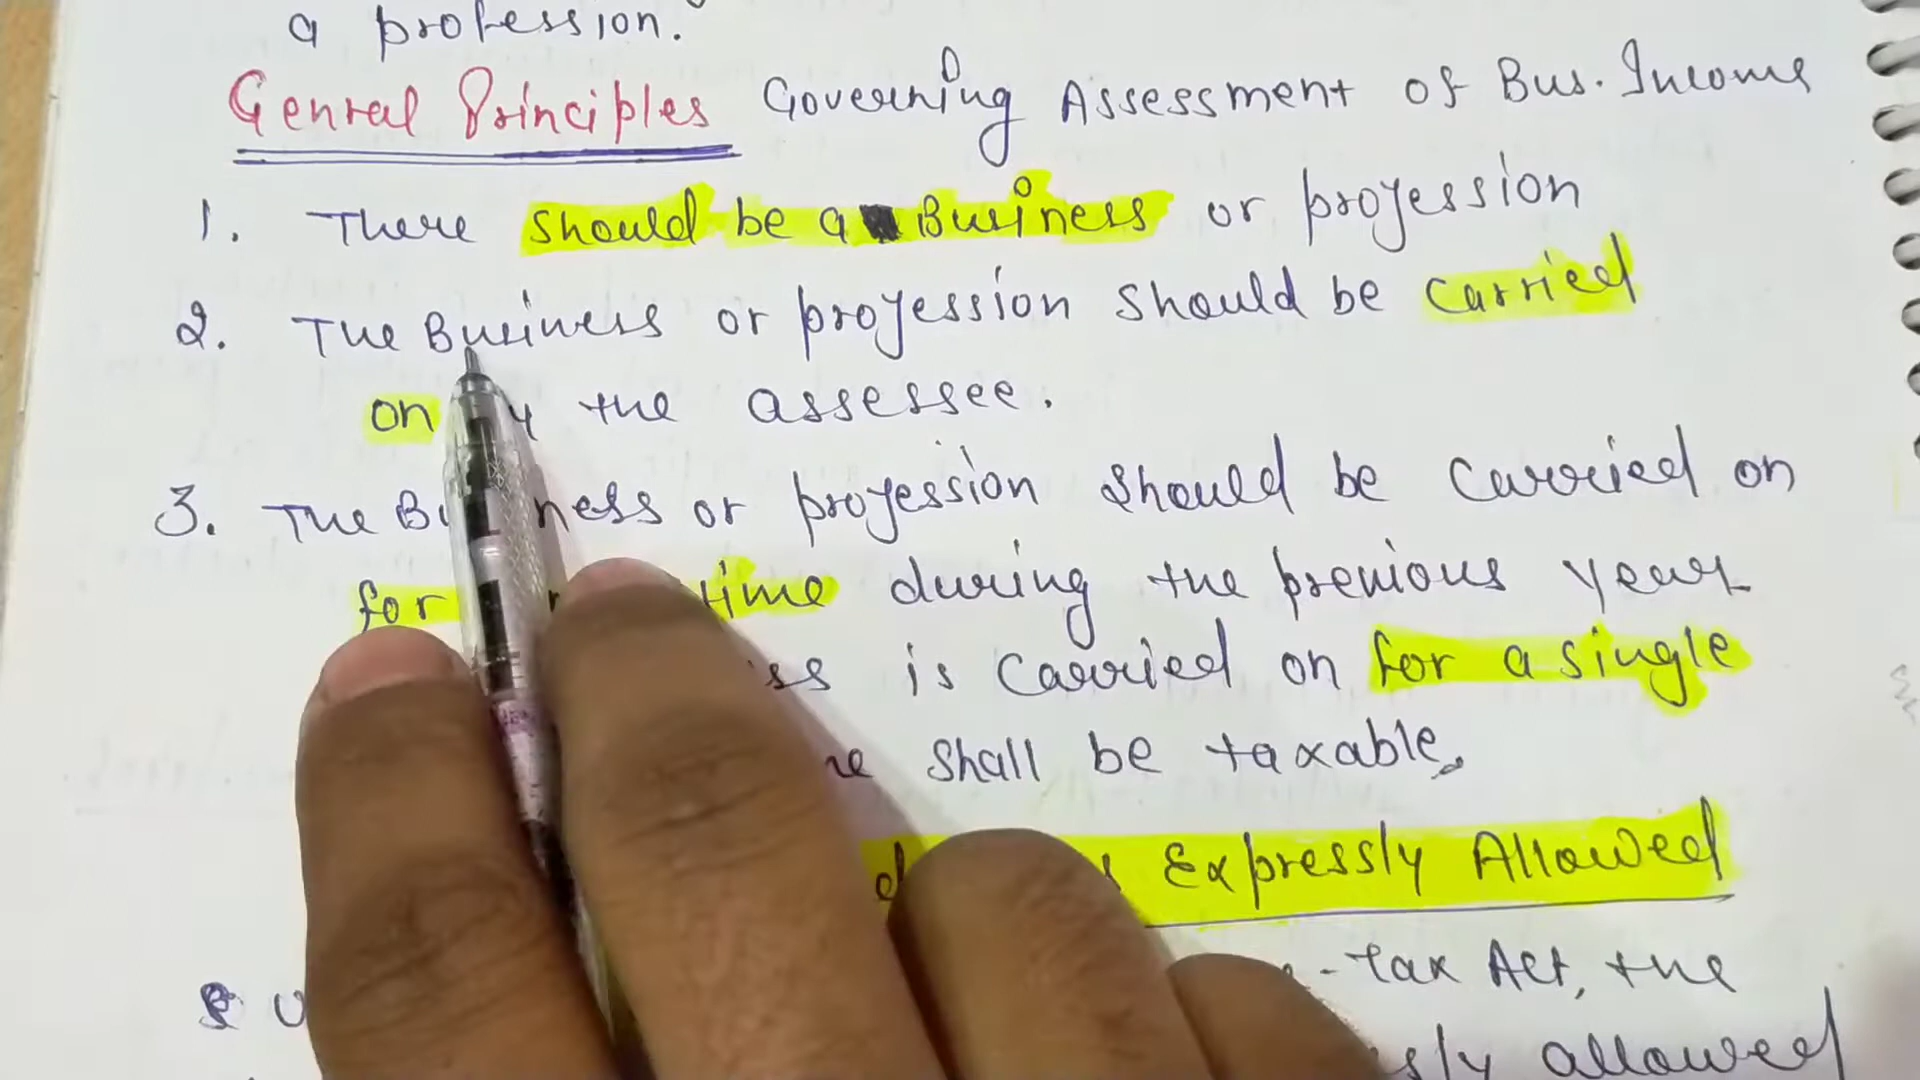 a profession.
Genral Principles Governing Assessment of Bus. Income
1. There should be a Business or profession
2. The Business or profession should be carried
on the assessee.
3. The Business or profession should be carried on
for time during the previous year
is carried on for a single
shall be taxable.
Expressly Allowed
-tax Act, the
allowed